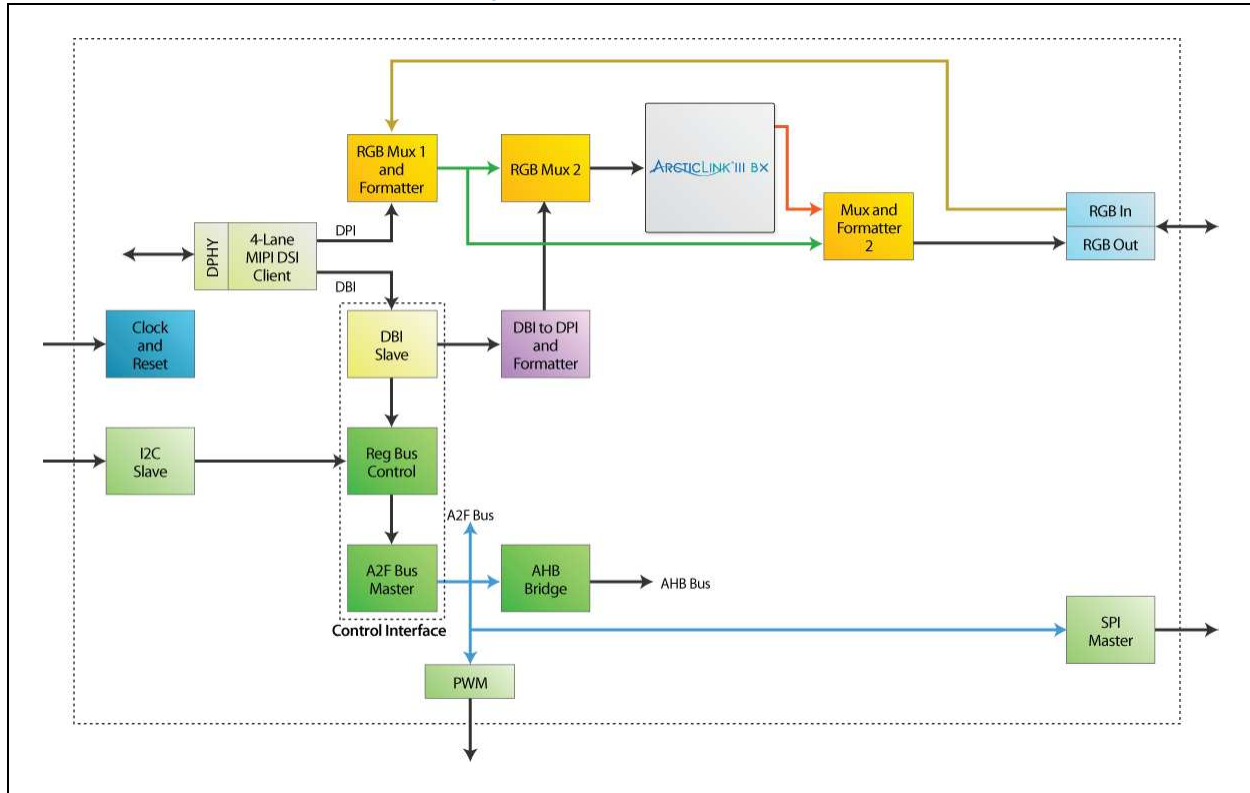 RGB Mux 1
and
Formatter
RGB Mux 2
ARCTICLINK III BX
Mux and
Formatter
2
RGB In
RGB Out
DPHY
4-Lane
MIPI DSI
Client
DPI
DBI
Clock
and
Reset
DBI
Slave
DBI to DPI
and
Formatter
I2C
Slave
Reg Bus
Control
A2F Bus
A2F Bus
Master
AHB
Bridge
AHB Bus
Control Interface
SPI
Master
PWM